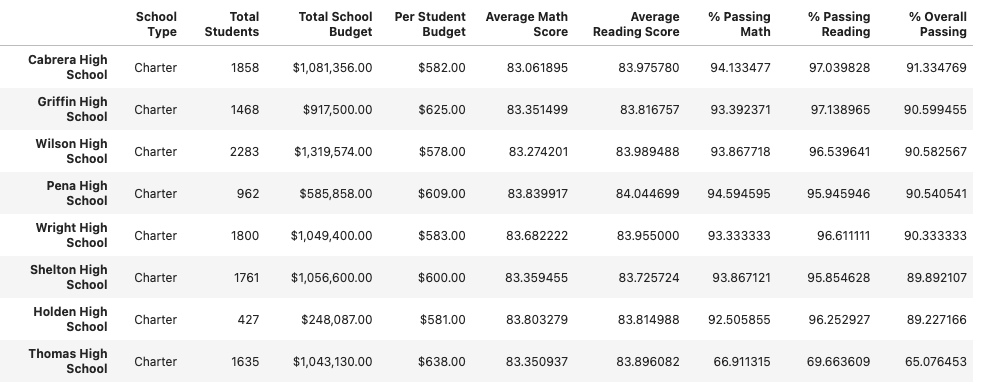 School Type Total Students Total School Budget Per Student Budget Average Math Score Average Reading Score % Passing Math % Passing Reading % Overall Passing
Cabrera High School Charter 1858 $1,081,356.00 $582.00 83.061895 83.975780 94.133477 97.039828 91.334769
Griffin High School Charter 1468 $917,500.00 $625.00 83.351499 83.816757 93.392371 97.138965 90.599455
Wilson High School Charter 2283 $1,319,574.00 $578.00 83.274201 83.989488 93.867718 96.539641 90.582567
Pena High School Charter 962 $585,858.00 $609.00 83.839917 84.044699 94.594595 95.945946 90.540541
Wright High School Charter 1800 $1,049,400.00 $583.00 83.682222 83.955000 93.333333 96.611111 90.333333
Shelton High School Charter 1761 $1,056,600.00 $600.00 83.359455 83.725724 93.867121 95.854628 89.892107
Holden High School Charter 427 $248,087.00 $581.00 83.803279 83.814988 92.505855 96.252927 89.227166
Thomas High School Charter 1635 $1,043,130.00 $638.00 83.350937 83.896082 66.911315 69.663609 65.076453